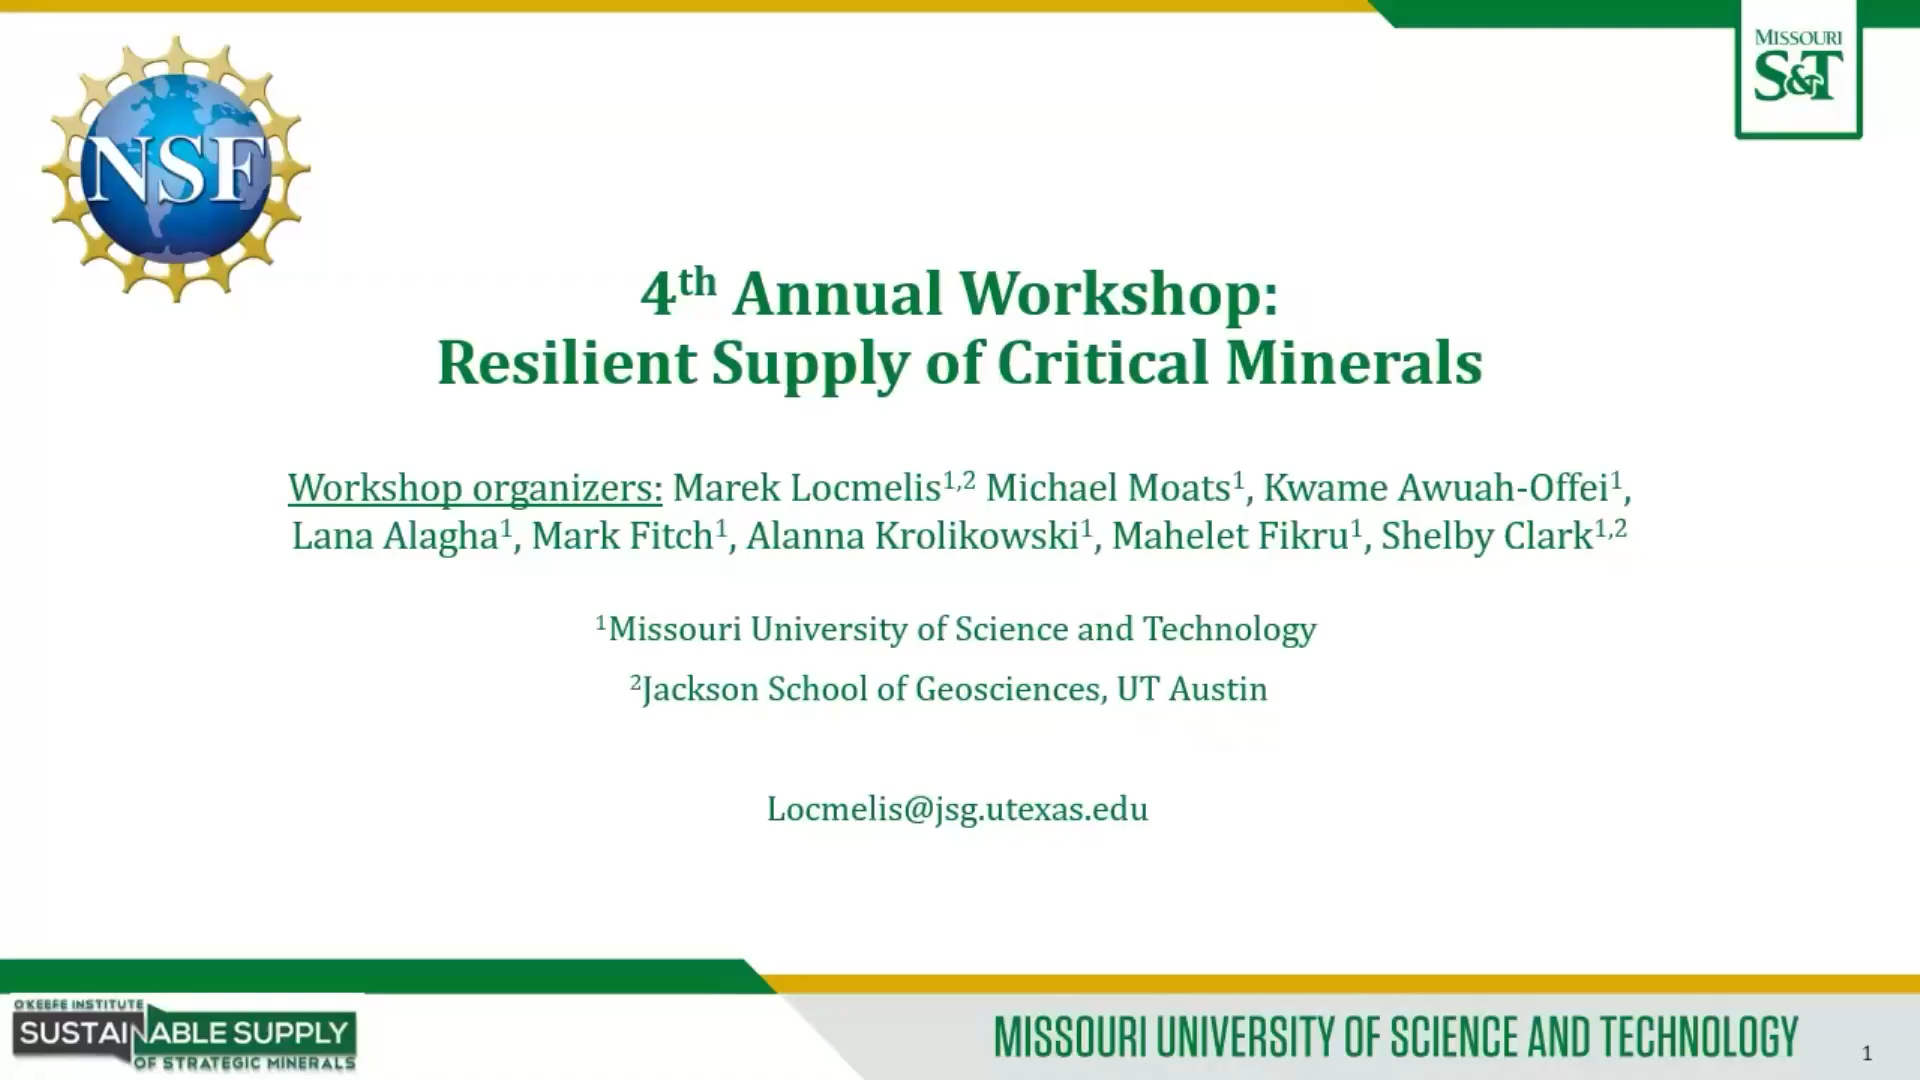 MISSOURI
S&T
NSF
4th Annual Workshop:
Resilient Supply of Critical Minerals
Workshop organizers: Marek Locmelis1,2 Michael Moats1, Kwame Awuah-Offei1,
Lana Alagha1, Mark Fitch1, Alanna Krolikowski1, Mahelet Fikru1, Shelby Clark1,2
1Missouri University of Science and Technology
2Jackson School of Geosciences, UT Austin
Locmelis@jsg.utexas.edu
O'KEEFE INSTITUTE
SUSTAINABLE SUPPLY
OF STRATEGIC MINERALS
MISSOURI UNIVERSITY OF SCIENCE AND TECHNOLOGY
1